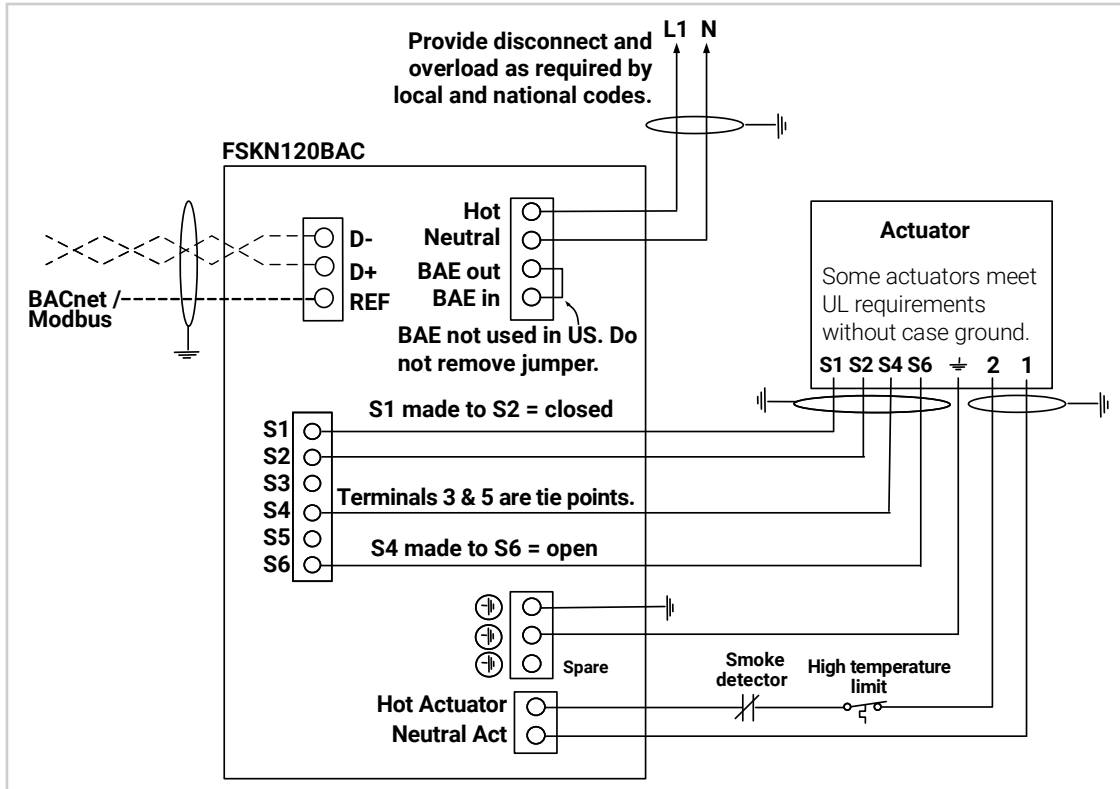 L1 N
Provide disconnect and
overload as required by
local and national codes.
FSKN120BAC
Hot
Neutral
BAE out
BAE in
D-
D+
REF
BACnet /
Modbus
BAE not used in US. Do
not remove jumper.
Actuator
Some actuators meet
UL requirements
without case ground.
S1 S2 S4 S6 2 1
S1 made to S2 = closed
S1
S2
S3
S4
S5
S6
Terminals 3 & 5 are tie points.
S4 made to S6 = open
Spare
Smoke
detector
High temperature
limit
Hot Actuator
Neutral Act